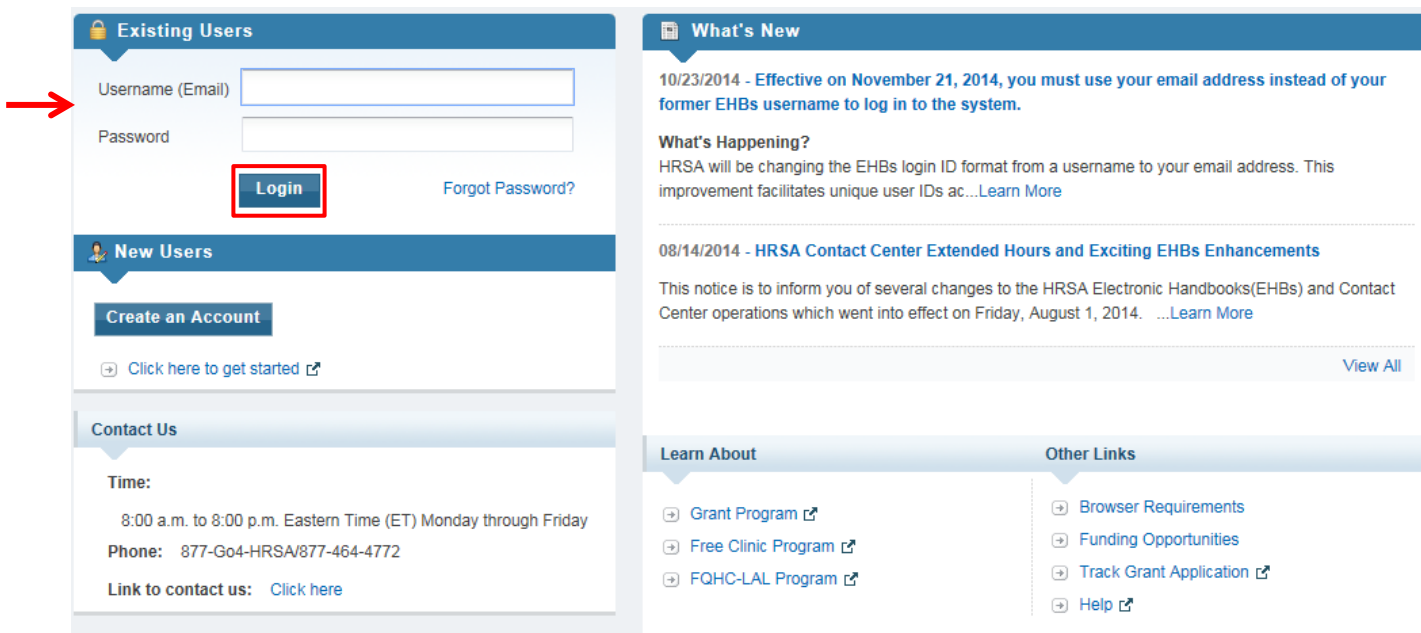 Existing Users
Username (Email)
Password
Login
Forgot Password?
New Users
Create an Account
Click here to get started
Contact Us
Time:
8:00 a.m. to 8:00 p.m. Eastern Time (ET) Monday through Friday
Phone: 877-Go4-HRSA/877-464-4772
Link to contact us: Click here
What's New
10/23/2014 - Effective on November 21, 2014, you must use your email address instead of your
former EHBs username to log in to the system.
What's Happening?
HRSA will be changing the EHBs login ID format from a username to your email address. This
improvement facilitates unique user IDs ac...Learn More
08/14/2014 - HRSA Contact Center Extended Hours and Exciting EHBs Enhancements
This notice is to inform you of several changes to the HRSA Electronic Handbooks(EHBs) and Contact
Center operations which went into effect on Friday, August 1, 2014. ...Learn More
View All
Learn About
Grant Program
Free Clinic Program
FQHC-LAL Program
Other Links
Browser Requirements
Funding Opportunities
Track Grant Application
Help